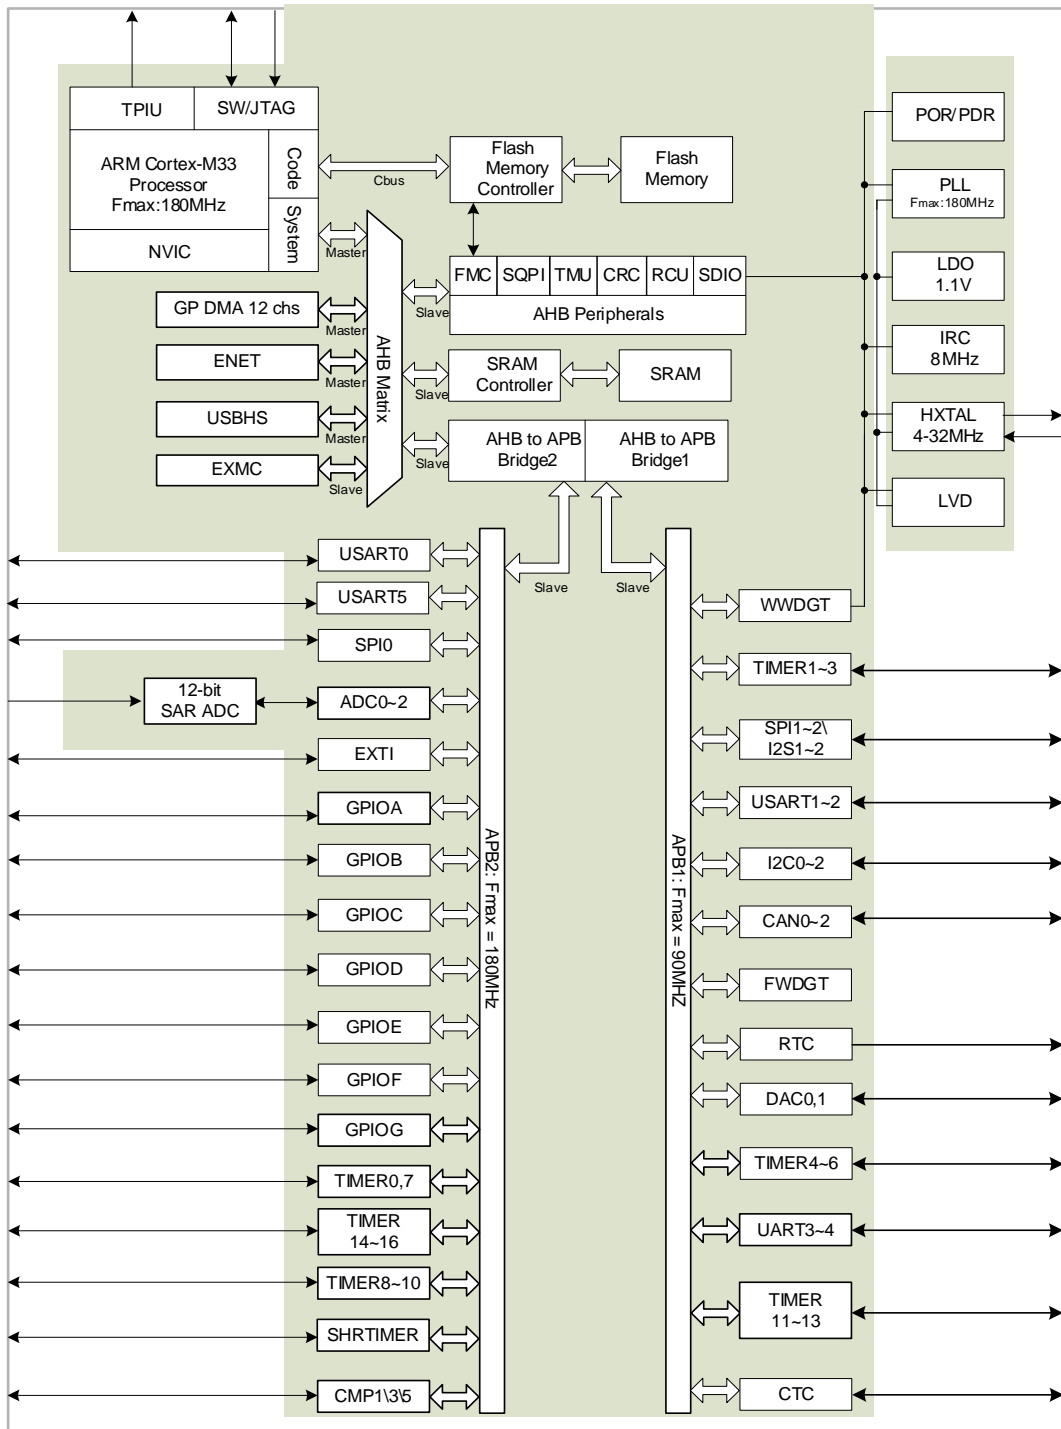 TPIU
SW/JTAG
ARM Cortex-M33
Processor
Fmax:180MHz
Code
System
NVIC
Cbus
Flash
Memory
Controller
Flash
Memory
POR/PDR
PLL
Fmax:180MHz
LDO
1.1V
IRC
8MHz
HXTAL
4-32MHz
LVD
Master
FMC
SQPI
TMU
CRC
RCU
SDIO
AHB Peripherals
Slave
GP DMA 12 chs
Master
ENET
Master
USBHS
Master
EXMC
Slave
AHB Matrix
SRAM
Controller
SRAM
Slave
AHB to APB
Bridge2
AHB to APB
Bridge1
Slave
Slave
Slave
USART0
USART5
SPI0
12-bit
SAR ADC
ADC0~2
EXTI
GPIOA
GPIOB
GPIOC
GPIOD
GPIOE
GPIOF
GPIOG
TIMER0,7
TIMER
14~16
TIMER8~10
SHRTIMER
CMP1\3\5
APB2: Fmax = 180MHz
APB1: Fmax = 90MHZ
WWDGT
TIMER1~3
SPI1~2\
I2S1~2
USART1~2
I2C0~2
CAN0~2
FWDGT
RTC
DAC0,1
TIMER4~6
UART3~4
TIMER
11~13
CTC